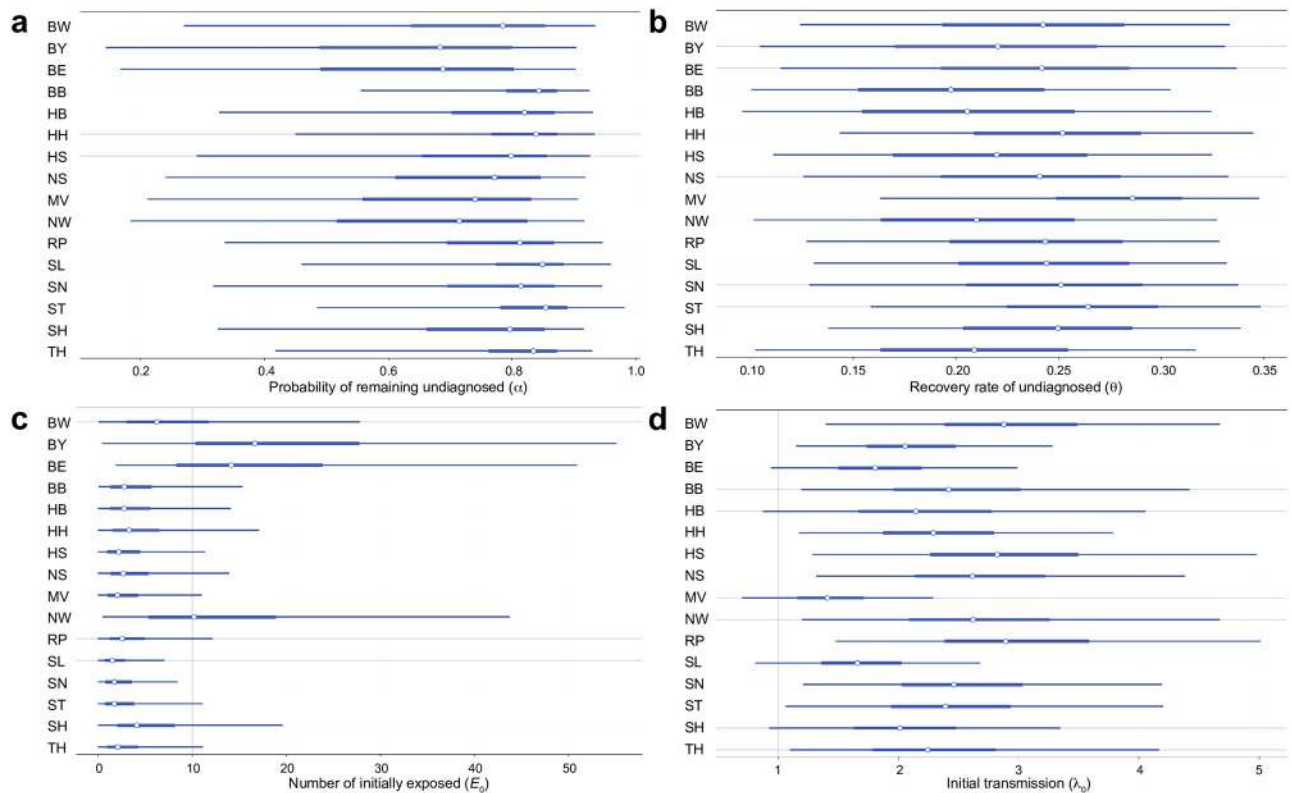 a
BW
BY
BE
BB
HB
HH
HS
NS
MV
NW
RP
SL
SN
ST
SH
TH
0.2 0.4 0.6 0.8 1.0
Probability of remaining undiagnosed (α)
b
BW
BY
BE
BB
HB
HH
HS
NS
MV
NW
RP
SL
SN
ST
SH
TH
0.10 0.15 0.20 0.25 0.30 0.35
Recovery rate of undiagnosed (θ)
c
BW
BY
BE
BB
HB
HH
HS
NS
MV
NW
RP
SL
SN
ST
SH
TH
0 10 20 30 40 50
Number of initially exposed (E₀)
d
BW
BY
BE
BB
HB
HH
HS
NS
MV
NW
RP
SL
SN
ST
SH
TH
1 2 3 4 5
Initial transmission (λ₀)